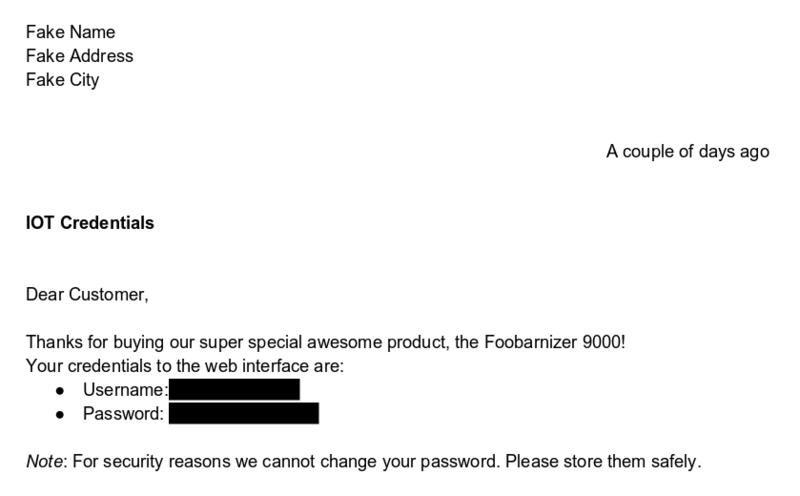 Fake Name
Fake Address
Fake City
A couple of days ago
IOT Credentials
Dear Customer,
Thanks for buying our super special awesome product, the Foobarnizer 9000!
Your credentials to the web interface are:
● Username:
● Password:
Note: For security reasons we cannot change your password. Please store them safely.